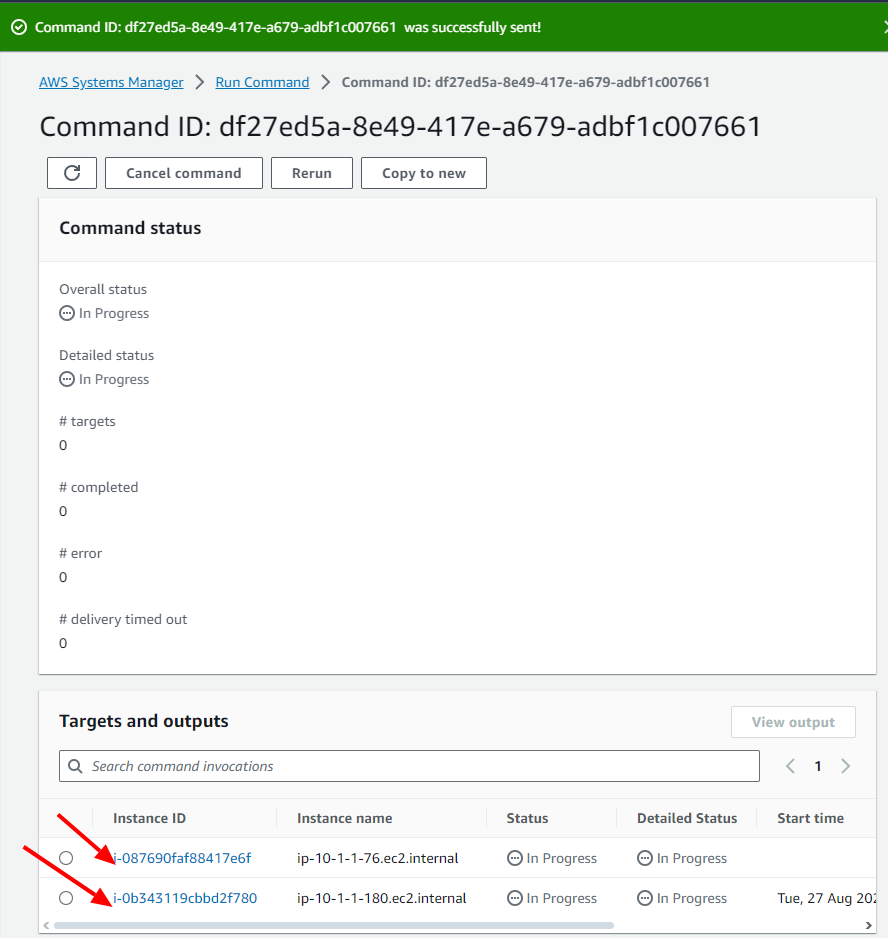 Command ID: df27ed5a-8e49-417e-a679-adbf1c007661 was successfully sent!
AWS Systems Manager > Run Command > Command ID: df27ed5a-8e49-417e-a679-adbf1c007661
Command ID: df27ed5a-8e49-417e-a679-adbf1c007661
Cancel command Rerun Copy to new
Command status
Overall status
In Progress
Detailed status
In Progress
# targets
0
# completed
0
# error
0
# delivery timed out
0
Targets and outputs View output
Search command invocations 1
Instance ID Instance name Status Detailed Status Start time
i-087690faf88417e6f ip-10-1-1-76.ec2.internal In Progress In Progress
i-0b343119cbbd2f780 ip-10-1-1-180.ec2.internal In Progress In Progress Tue, 27 Aug